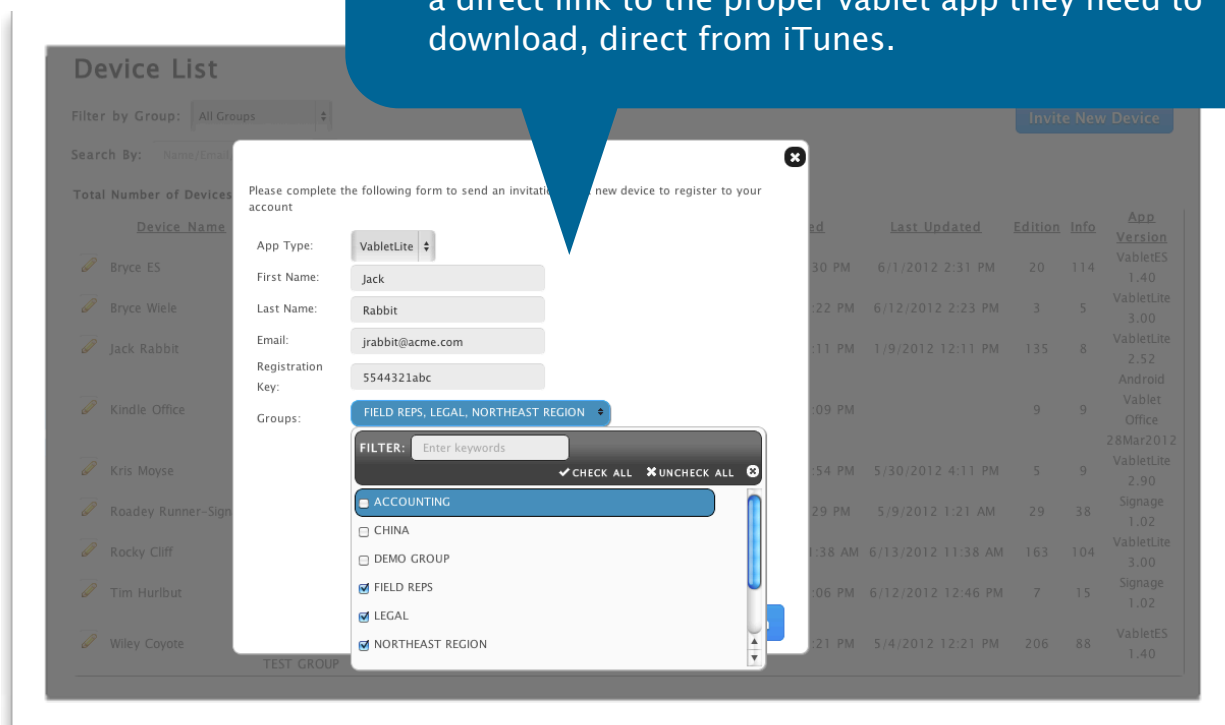 a direct link to the proper vablet app they need to
download, direct from iTunes.
Device List
Filter by Group: All Groups
Invite New Device
Search By: Name/Email
Total Number of Devices
Please complete the following form to send an new device to register to your
account
App Type: VabletLite
First Name: Jack
Last Name: Rabbit
Email: jrabbit@acme.com
Registration
Key: 5544321abc
Groups: FIELD REPS, LEGAL, NORTHEAST REGION
FILTER: Enter keywords
CHECK ALL UNCHECK ALL
ACCOUNTING
CHINA
DEMO GROUP
FIELD REPS
LEGAL
NORTHEAST REGION
Device Name Last Updated Edition Info App
Version
Bryce ES :30 PM 6/1/2012 2:31 PM 20 114 VabletES
1.40
Bryce Wiele :22 PM 6/12/2012 2:23 PM 3 5 VabletLite
3.00
Jack Rabbit :11 PM 1/9/2012 12:11 PM 135 8 VabletLite
2.52
Kindle Office :09 PM 9 9 Android
Vablet
Office
28Mar2012
Kris Moyse :54 PM 5/30/2012 4:11 PM 5 9 VabletLite
2.90
Roadey Runner-Sign 29 PM 5/9/2012 1:21 AM 29 38 Signage
1.02
Rocky Cliff :38 AM 6/13/2012 11:38 AM 163 104 VabletLite
3.00
Tim Hurlbut :06 PM 6/12/2012 12:46 PM 7 15 Signage
1.02
Wiley Coyote :21 PM 5/4/2012 12:21 PM 206 88 VabletES
1.40
TEST GROUP